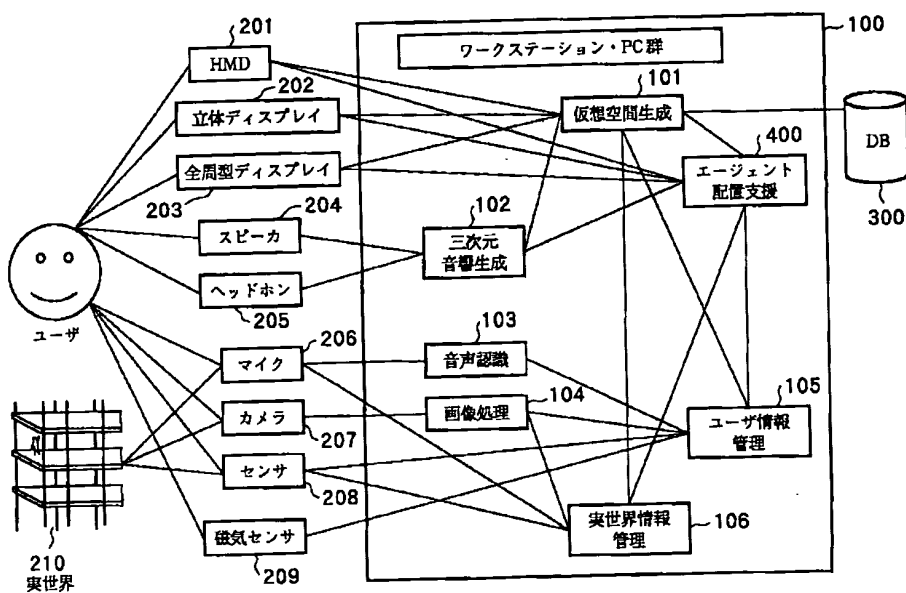 201
HMD
202
立体ディスプレイ
全周型ディスプレイ
203
204
スピーカ
ヘッドホン
205
ユーザ
206
マイク
カメラ
207
センサ
208
磁気センサ
209
210
実世界
100
ワークステーション・PC群
101
仮想空間生成
400
エージェント
配置支援
DB
300
102
三次元
音響生成
103
音声認識
104
画像処理
105
ユーザ情報
管理
実世界情報
管理
106